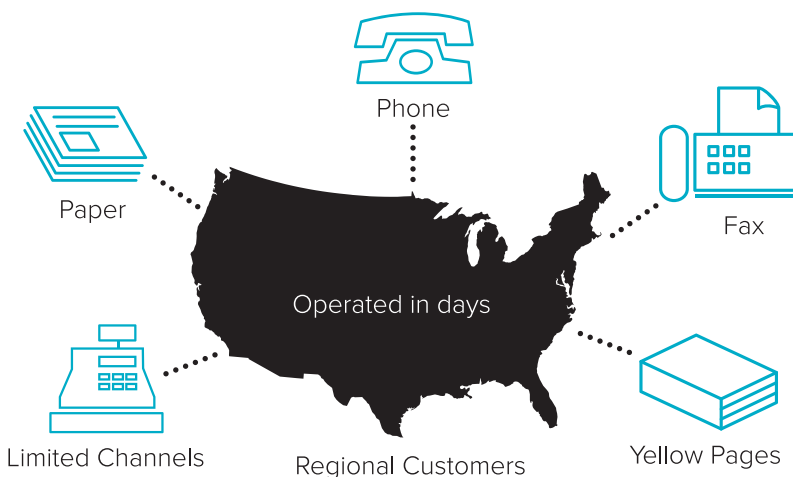 Phone
Paper
Fax
Operated in days
Limited Channels
Regional Customers
Yellow Pages